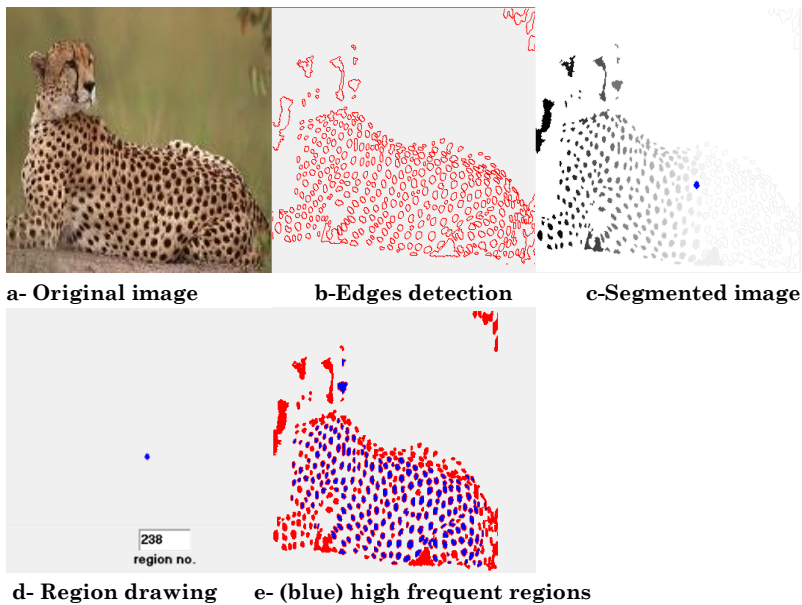 a- Original image
b-Edges detection
c-Segmented image
238
region no.
d- Region drawing
e- (blue) high frequent regions